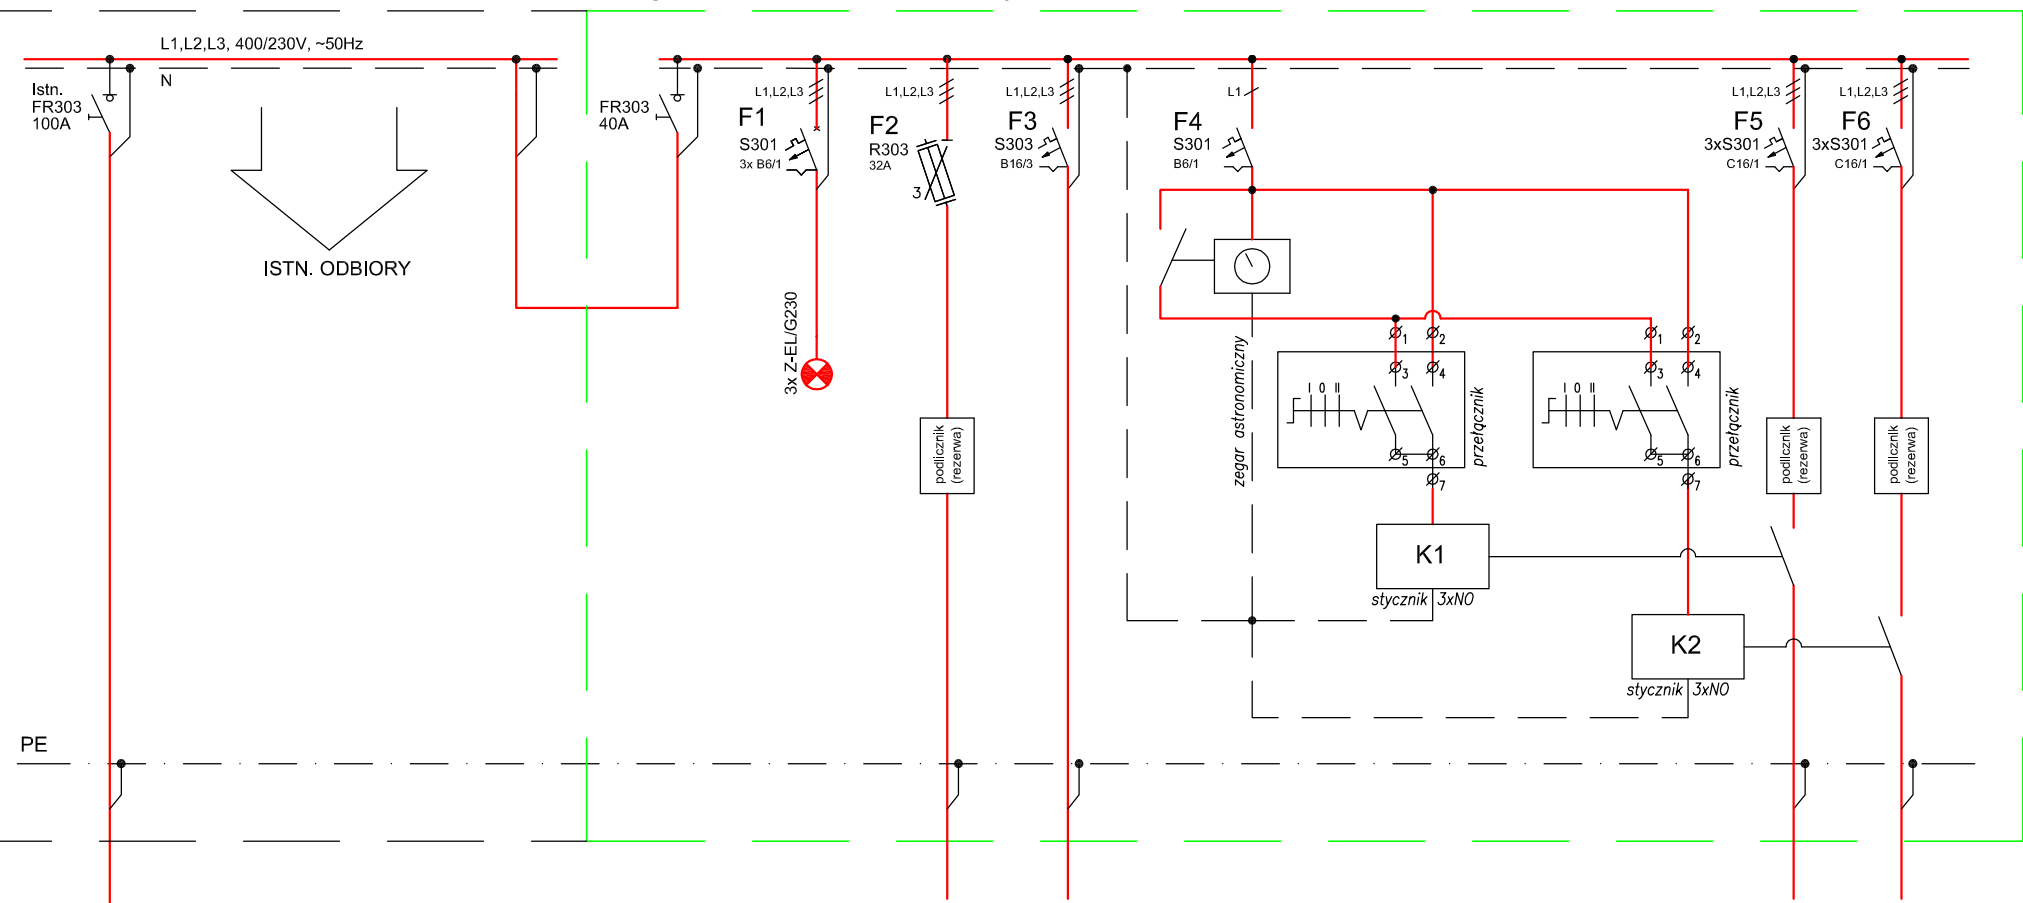 L1,L2,L3, 400/230V, ~50Hz
N
Istn.
FR303
100A
ISTN. ODBIORY
FR303
40A
L1,L2,L3
F1
S301
3x B6/1
3x Z-EL/G230
L1,L2,L3
F2
R303
32A
3
podlicznik
(rezerwa)
L1,L2,L3
F3
S303
B16/3
L1
F4
S301
B6/1
zegar astronomiczny
1
2
3
4
I O II
5
6
7
przełącznik
K1
stycznik 3xNO
1
2
3
4
I O II
5
6
7
przełącznik
K2
stycznik 3xNO
L1,L2,L3
F5
3xS301
C16/1
podlicznik
(rezerwa)
L1,L2,L3
F6
3xS301
C16/1
podlicznik
(rezerwa)
PE